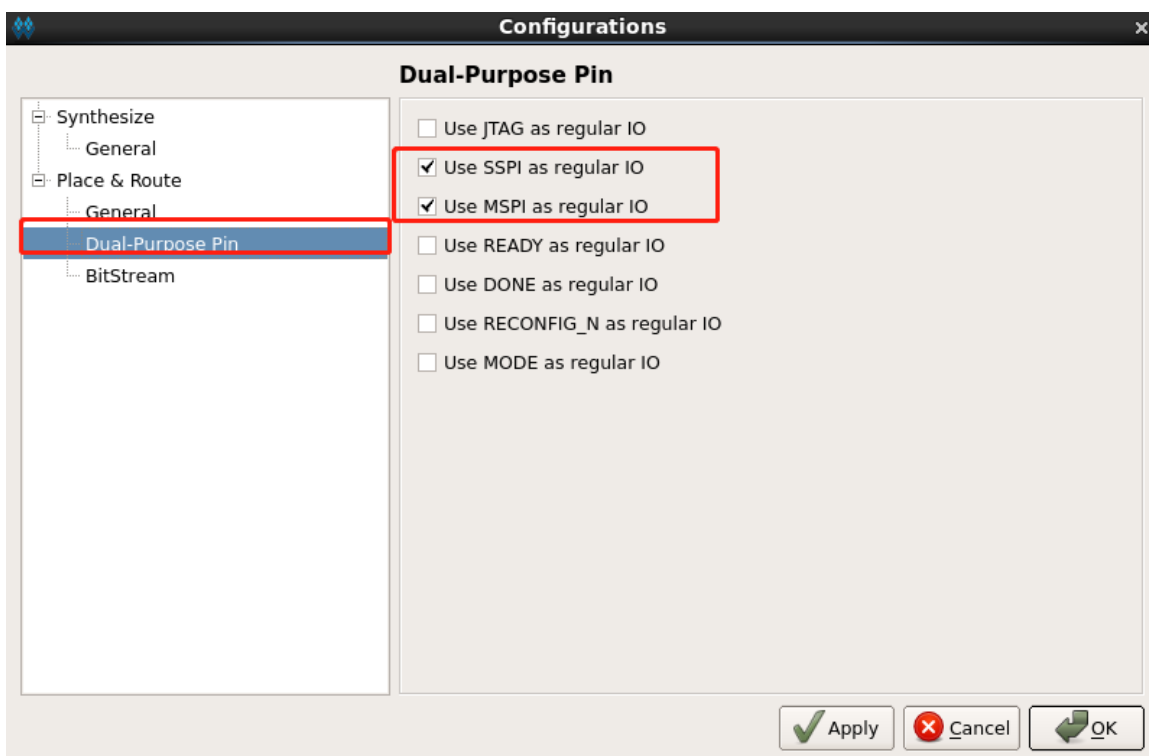 Configurations
Dual-Purpose Pin
Synthesize
General
Place & Route
General
Dual-Purpose Pin
BitStream
Use JTAG as regular IO
Use SSPI as regular IO
Use MSPI as regular IO
Use READY as regular IO
Use DONE as regular IO
Use RECONFIG_N as regular IO
Use MODE as regular IO
Apply
Cancel
OK